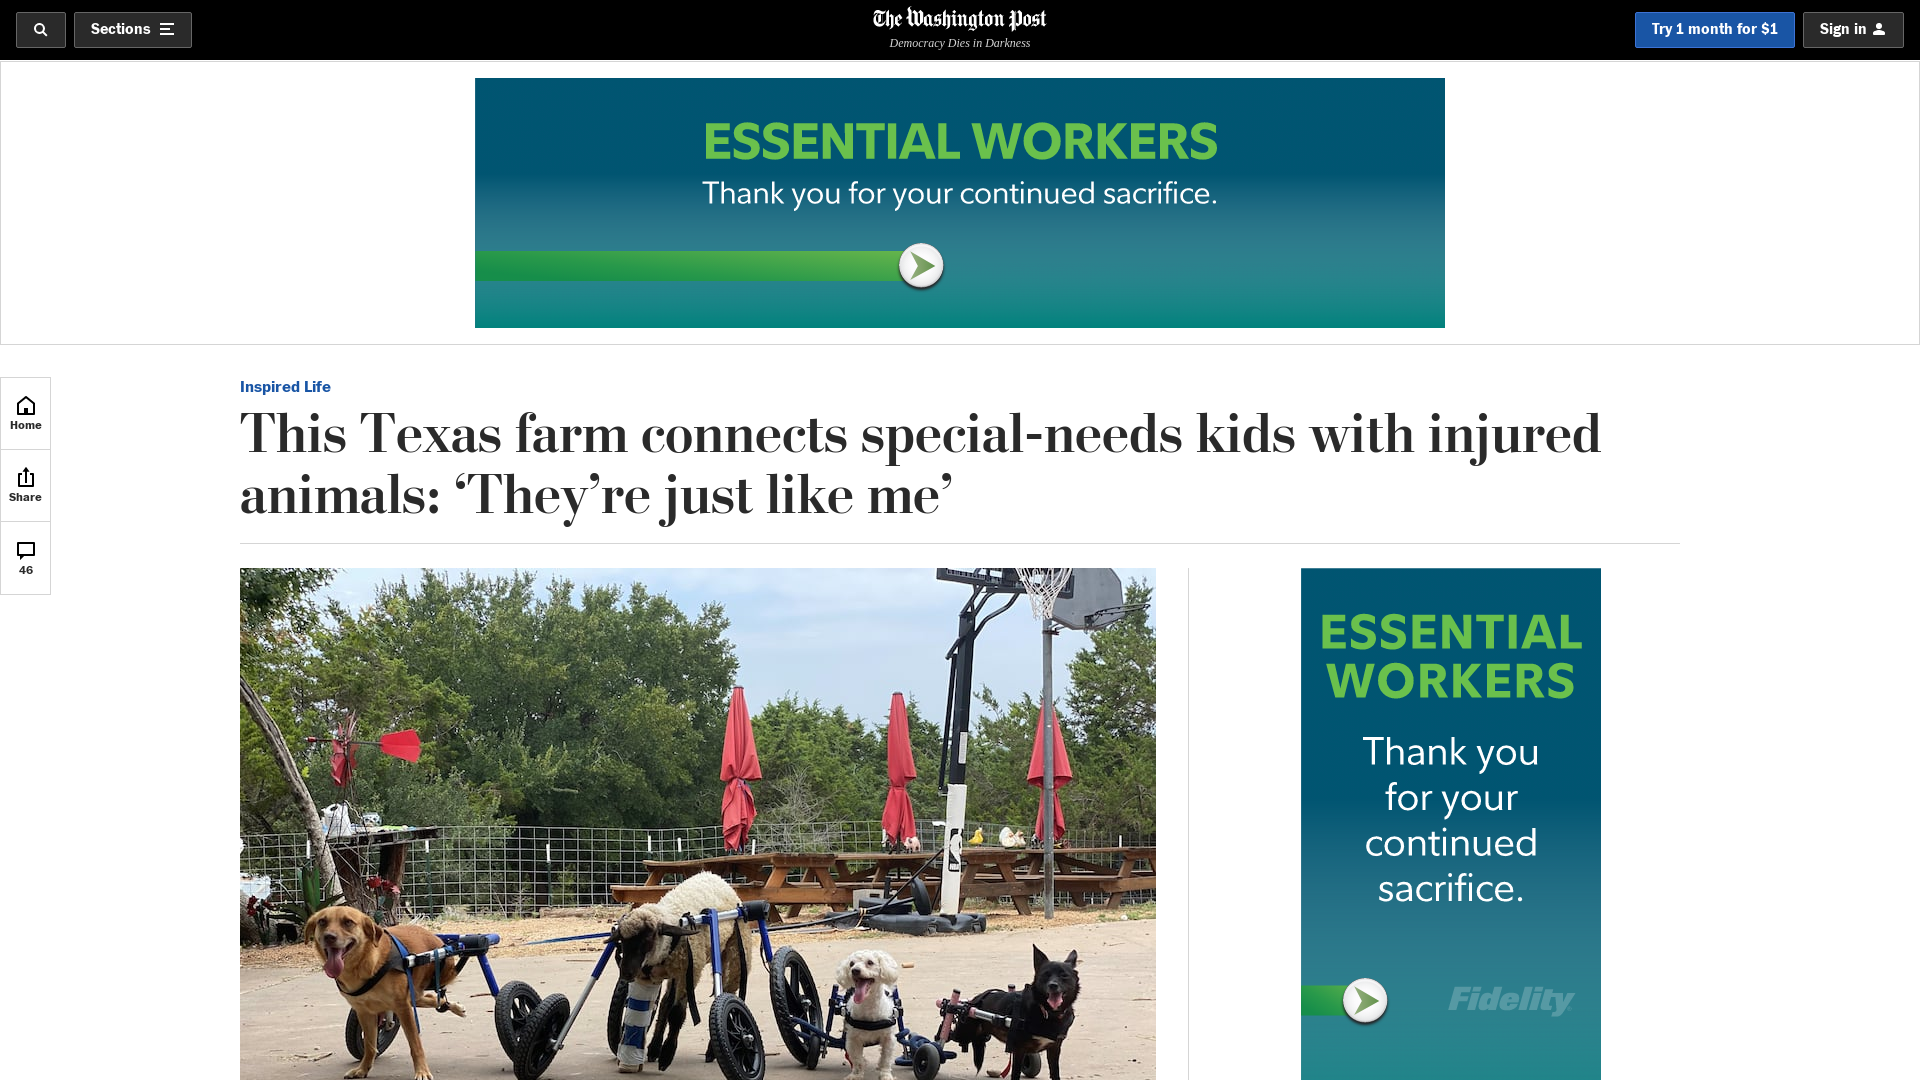 Sections
The Washington Post
Democracy Dies in Darkness
Try 1 month for $1
Sign in
ESSENTIAL WORKERS
Thank you for your continued sacrifice.
Home
Share
46
Inspired Life
This Texas farm connects special-needs kids with injured
animals: ‘They’re just like me’
ESSENTIAL
WORKERS
Thank you
for your
continued
sacrifice.
Fidelity